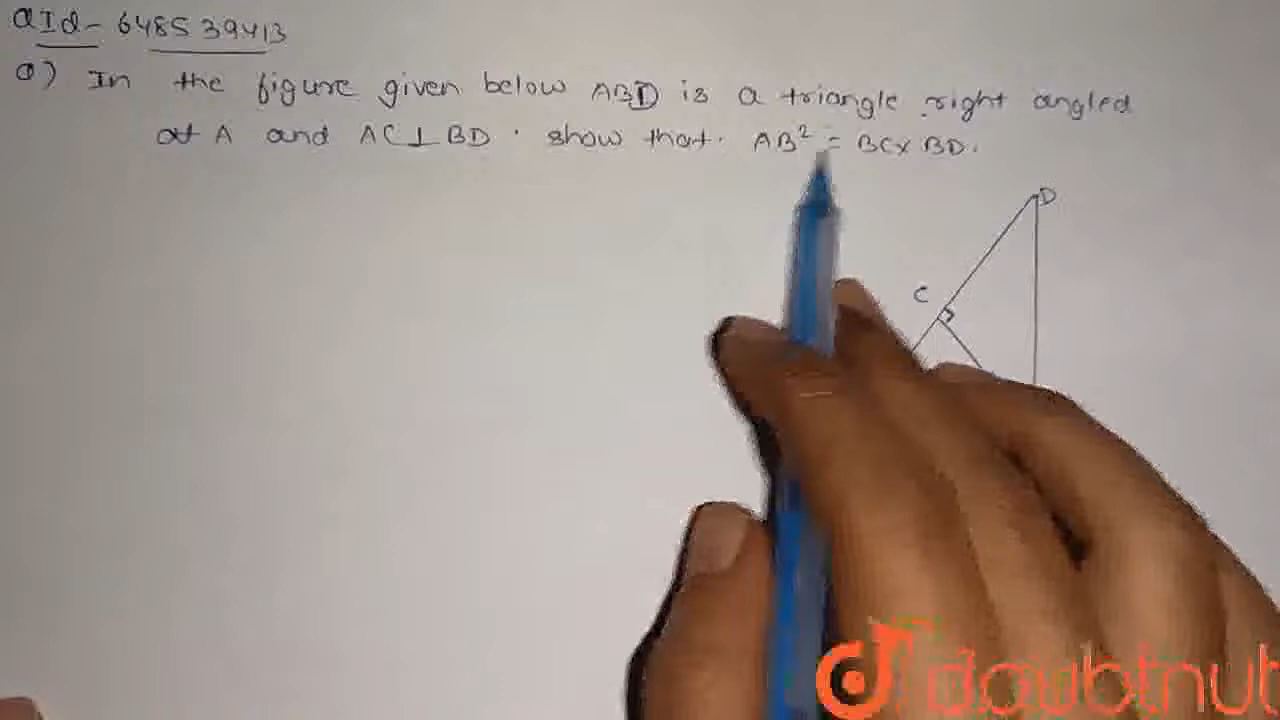 QId - 648539413
Q) In the figure given below ABD is a triangle right angled
at A and AC⊥BD. show that. AB² = BC×BD.
D
C
doubtnut